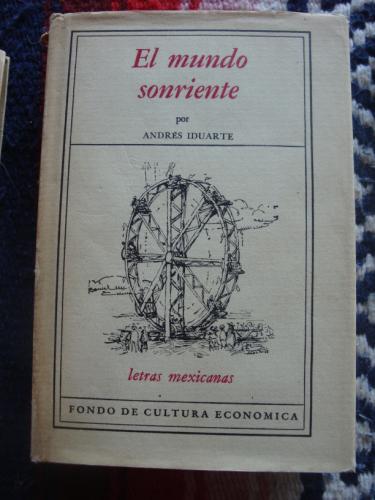 El mundo
sonriente
por
ANDRÉS IDUARTE
letras mexicanas
FONDO DE CULTURA ECONOMICA